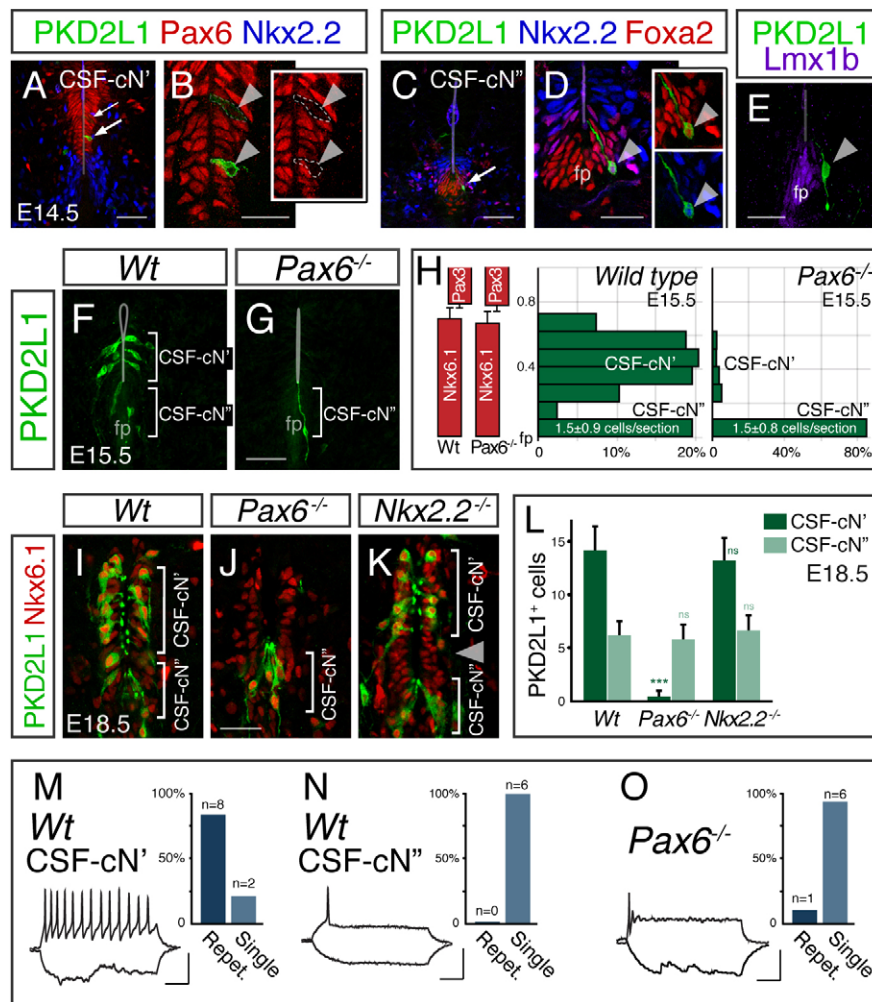 PKD2L1 Pax6 Nkx2.2
PKD2L1 Nkx2.2 Foxa2
PKD2L1
Lmx1b
A
CSF-cN'
E14.5
B
C
CSF-cN"
D
fp
E
fp
Wt
Pax6-/-
PKD2L1
F
CSF-cN'
CSF-cN"
fp
E15.5
G
CSF-cN"
fp
H
Pax3
Pax3
Nkx6.1
Nkx6.1
Wt
Pax6-/-
0.8
0.4
fp
Wild type
E15.5
CSF-cN'
CSF-cN"
1.5±0.9 cells/section
0
10%
20%
Pax6-/-
E15.5
CSF-cN'
CSF-cN"
1.5±0.8 cells/section
0
40%
80%
Wt
Pax6-/-
Nkx2.2-/-
PKD2L1 Nkx6.1
I
CSF-cN'
CSF-cN"
E18.5
J
CSF-cN"
K
CSF-cN'
CSF-cN"
L
CSF-cN'
CSF-cN"
E18.5
PKD2L1+ cells
15
10
5
0
ns
ns
ns
***
Wt
Pax6-/-
Nkx2.2-/-
M
Wt
CSF-cN'
100%
50%
0
n=8
n=2
Repet.
Single
N
Wt
CSF-cN"
100%
50%
0
n=0
n=6
Repet.
Single
O
Pax6-/-
100%
50%
0
n=1
n=6
Repet.
Single